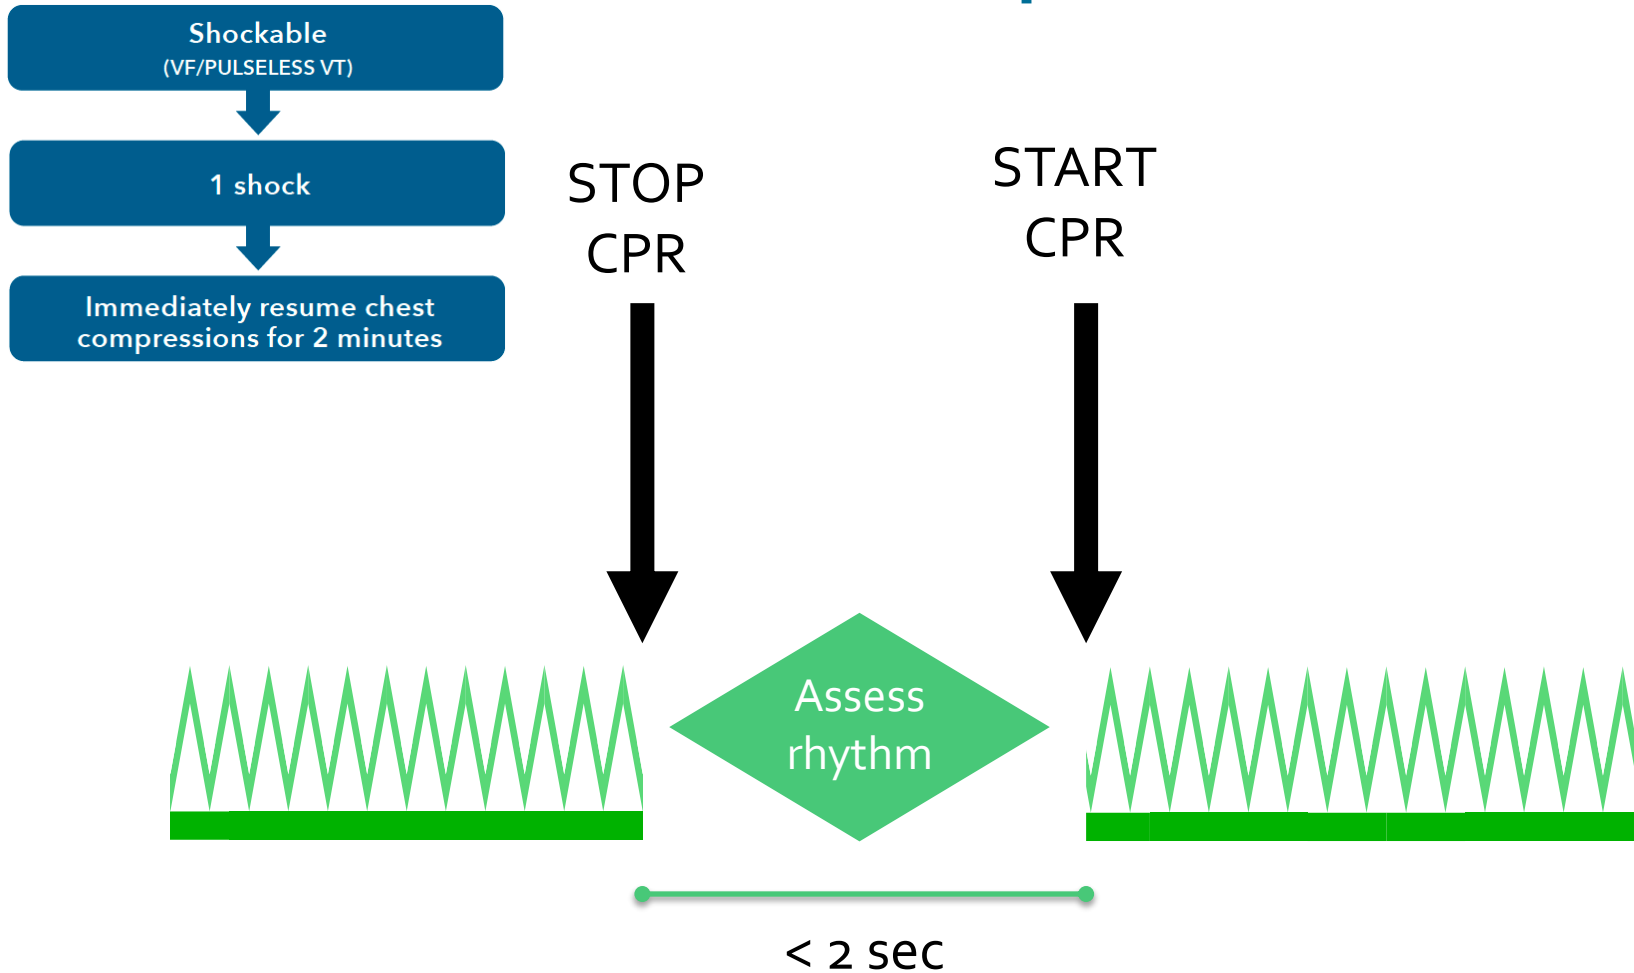 Shockable
(VF/PULSELESS VT)
1 shock
Immediately resume chest
compressions for 2 minutes
STOP
CPR
START
CPR
Assess
rhythm
< 2 sec